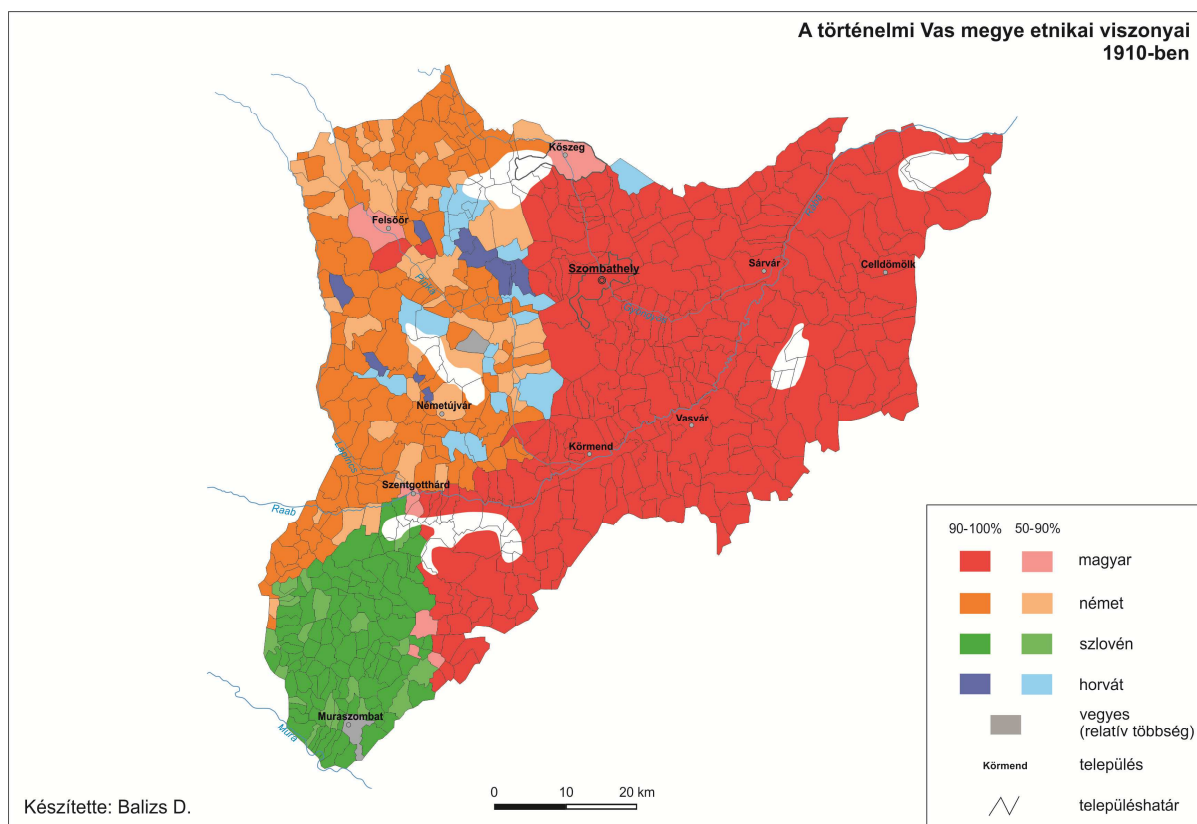 A történelmi Vas megye etnikai viszonyai
1910-ben
Kőszeg
Felsőőr
Rába
Szombathely
Sárvár
Celldömölk
Pinka
Gyöngyös
Németújvár
Vasvár
Körmend
Lapincs
Szentgotthárd
Raab
Muraszombat
Mura
90-100% 50-90%
magyar
német
szlovén
horvát
vegyes
(relatív többség)
Körmend település
településhatár
0 10 20 km
Készítette: Balizs D.